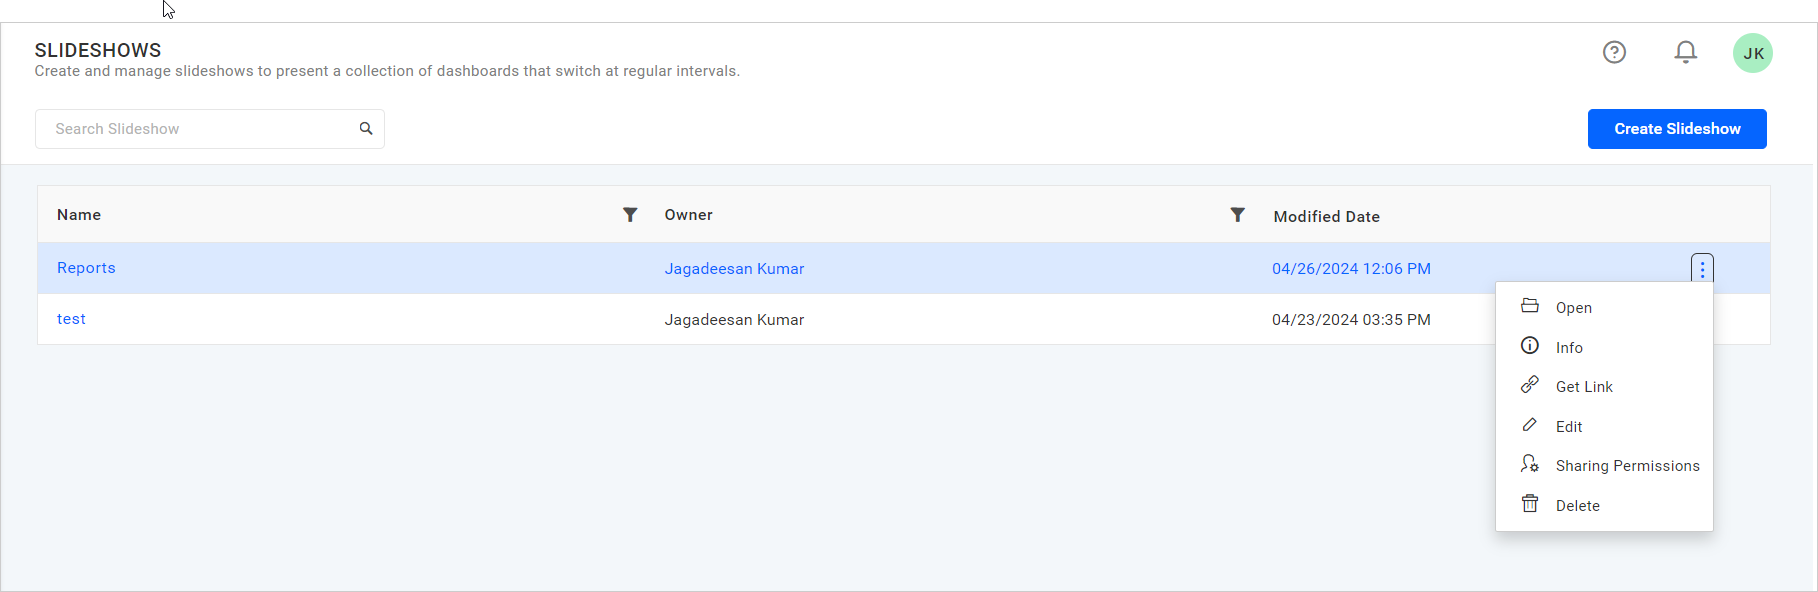 SLIDESHOWS
Create and manage slideshows to present a collection of dashboards that switch at regular intervals.
JK
Search Slideshow
Create Slideshow
Name Owner Modified Date
Reports Jagadeesan Kumar 04/26/2024 12:06 PM
test Jagadeesan Kumar 04/23/2024 03:35 PM
Open
Info
Get Link
Edit
Sharing Permissions
Delete